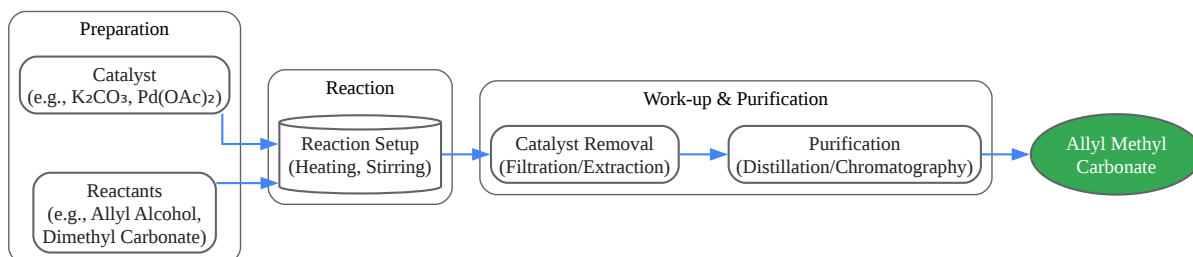 Preparation
Catalyst
(e.g., K₂CO₃, Pd(OAc)₂)
Reactants
(e.g., Allyl Alcohol,
Dimethyl Carbonate)
Reaction
Reaction Setup
(Heating, Stirring)
Work-up & Purification
Catalyst Removal
(Filtration/Extraction)
Purification
(Distillation/Chromatography)
Allyl Methyl
Carbonate